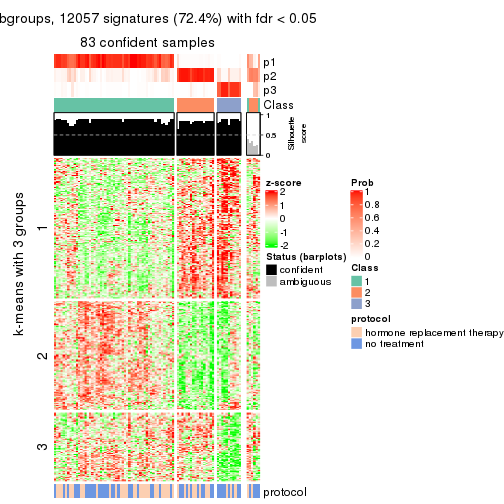 bgroups, 12057 signatures (72.4%) with fdr < 0.05
83 confident samples
p1
p2
p3
Class
1
0.5
0
Silhouette
score
k-means with 3 groups
1
2
3
z-score
2
1
0
-1
-2
Status (barplots)
confident
ambiguous
Prob
1
0.8
0.6
0.4
0.2
0
Class
1
2
3
protocol
hormone replacement therapy
no treatment
protocol